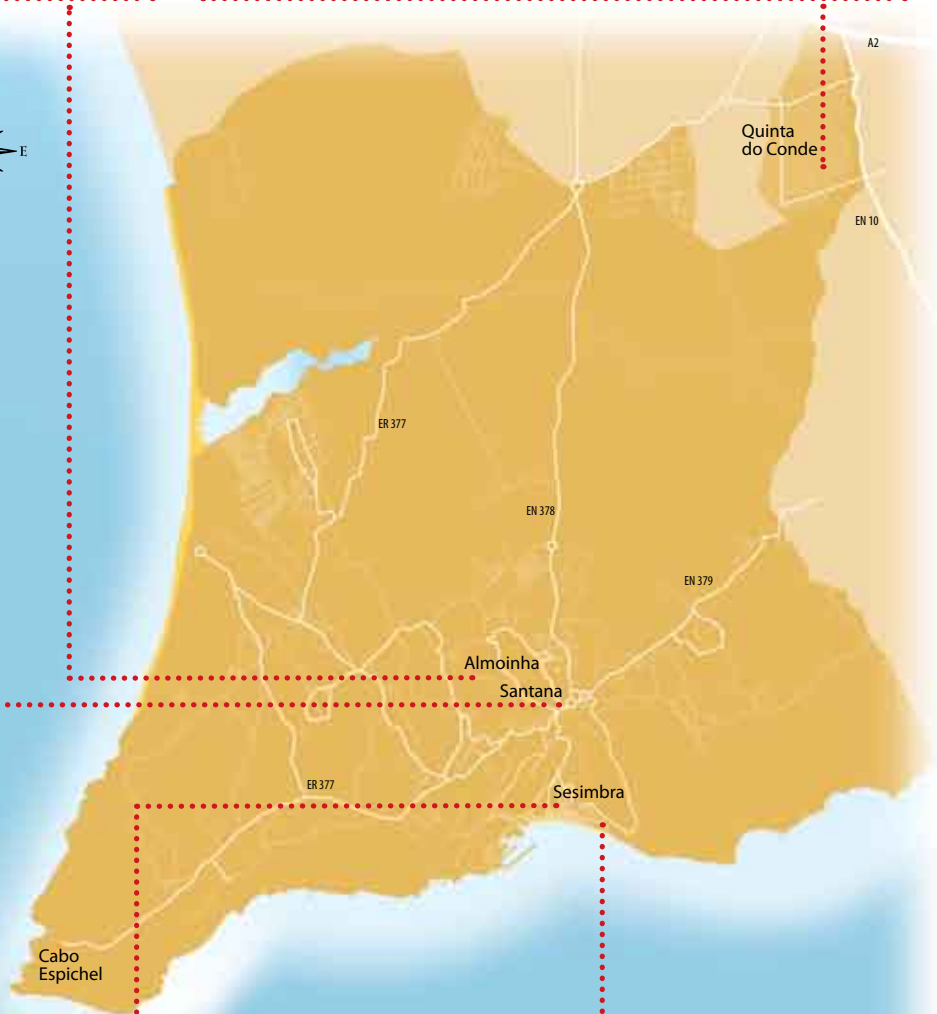 A2
Quinta
do Conde
E
EN 10
ER 377
EN 378
EN 379
Almoinha
Santana
ER 377
Sesimbra
Cabo
Espichel